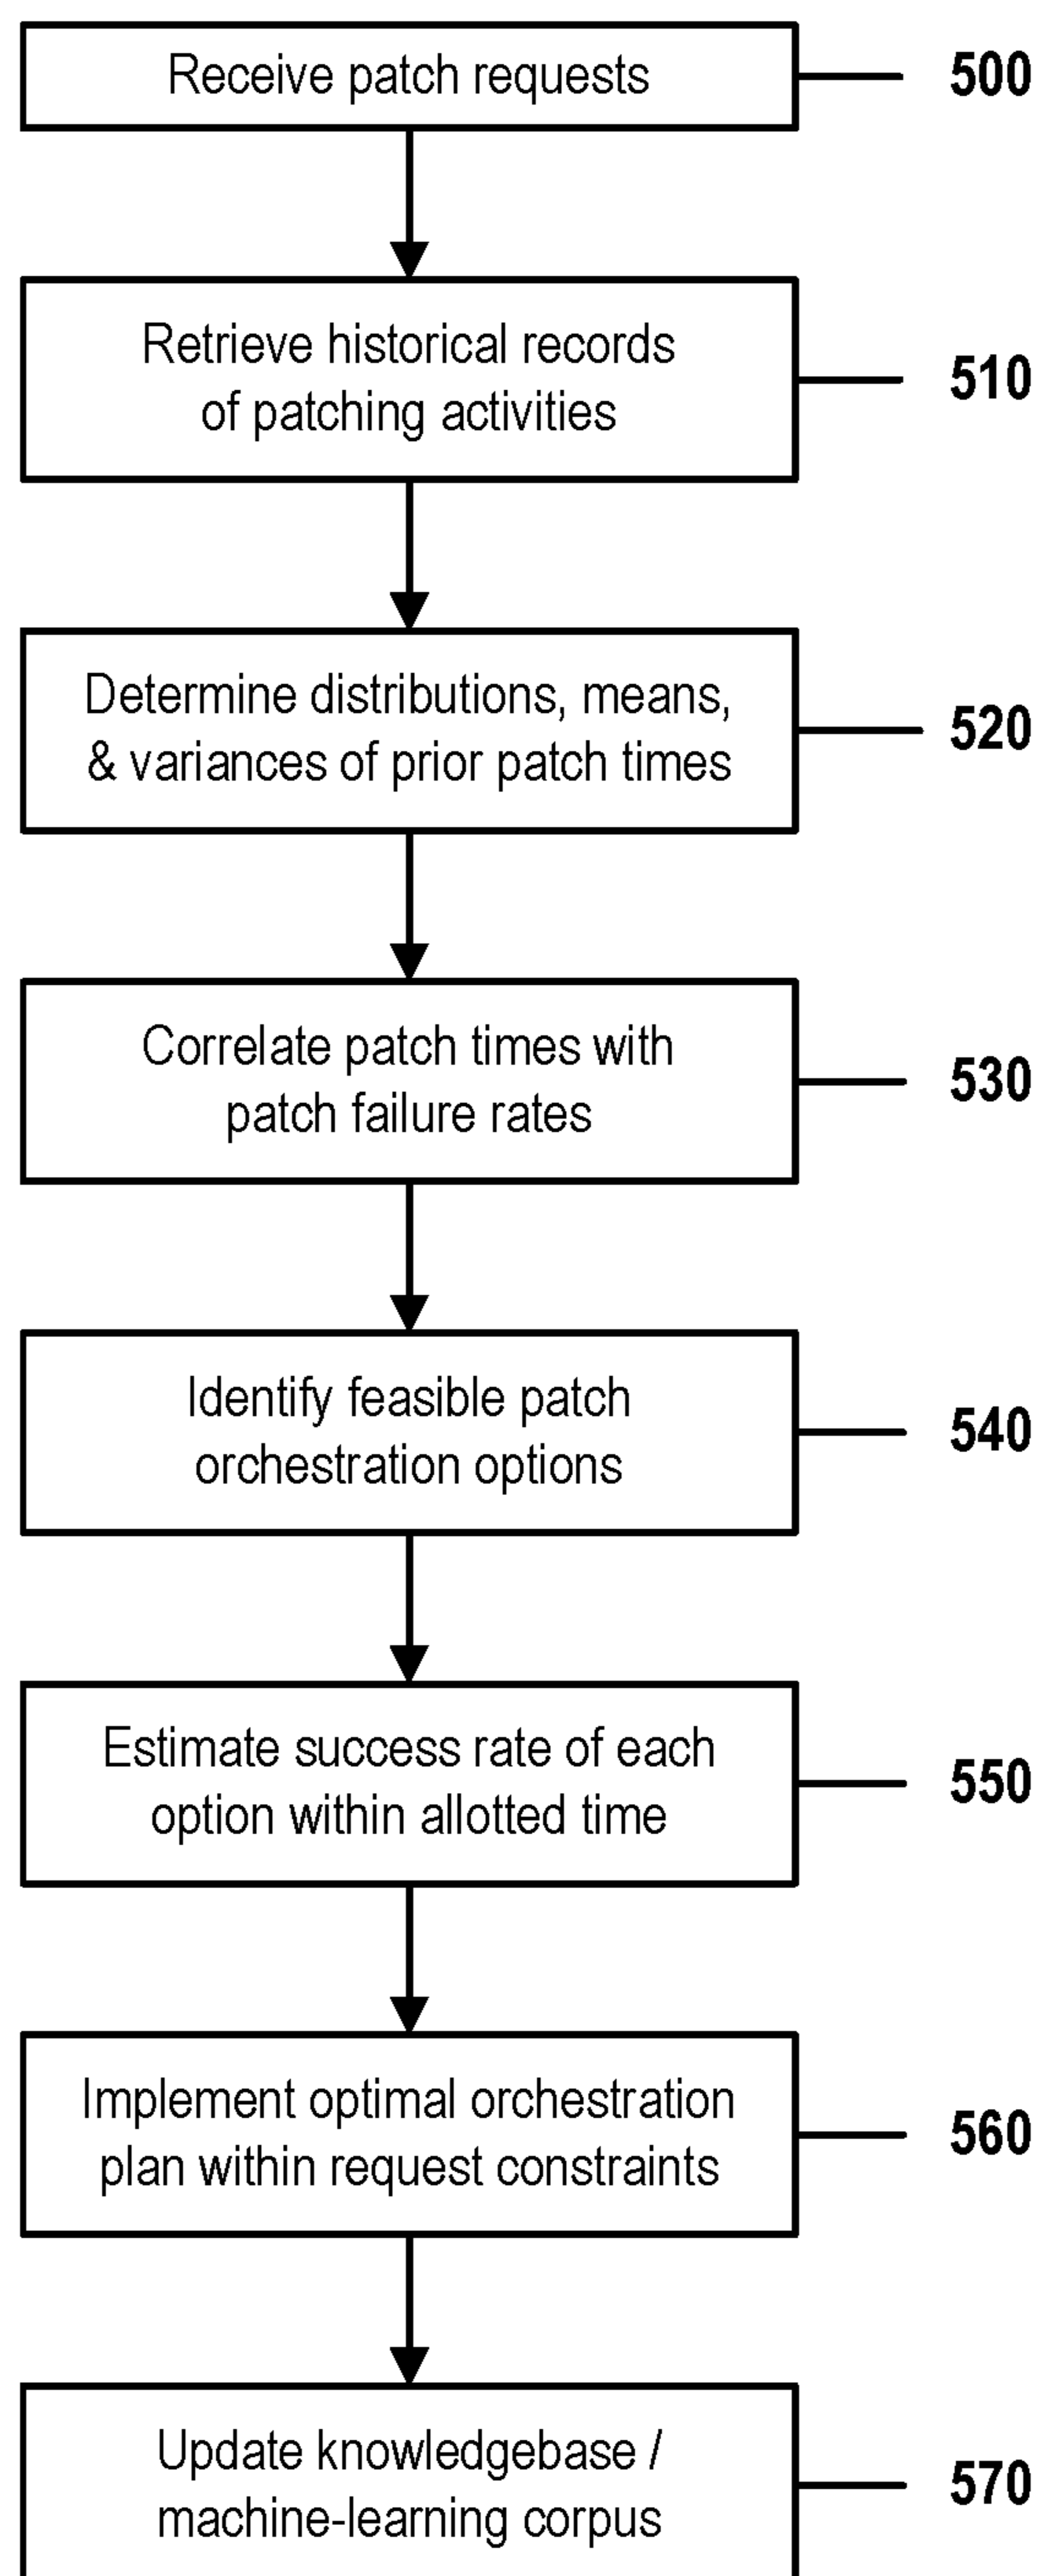 Receive patch requests
500
Retrieve historical records
of patching activities
510
Determine distributions, means,
& variances of prior patch times
520
Correlate patch times with
patch failure rates
530
Identify feasible patch
orchestration options
540
Estimate success rate of each
option within allotted time
550
Implement optimal orchestration
plan within request constraints
560
Update knowledgebase /
machine-learning corpus
570